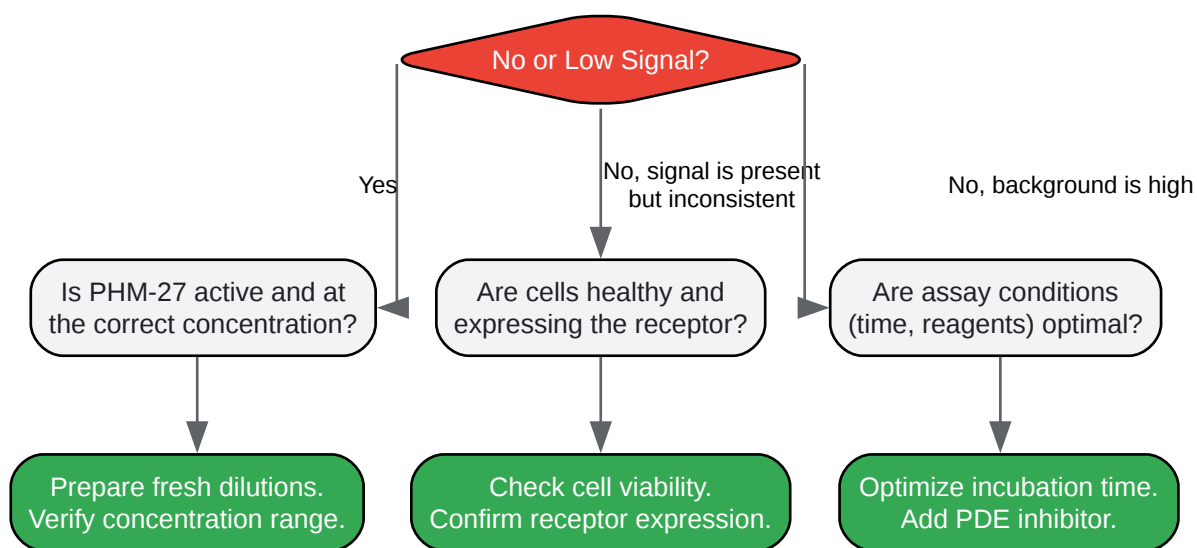 No or Low Signal?
Yes
No, signal is present
but inconsistent
No, background is high
Is PHM-27 active and at
the correct concentration?
Are cells healthy and
expressing the receptor?
Are assay conditions
(time, reagents) optimal?
Prepare fresh dilutions.
Verify concentration range.
Check cell viability.
Confirm receptor expression.
Optimize incubation time.
Add PDE inhibitor.